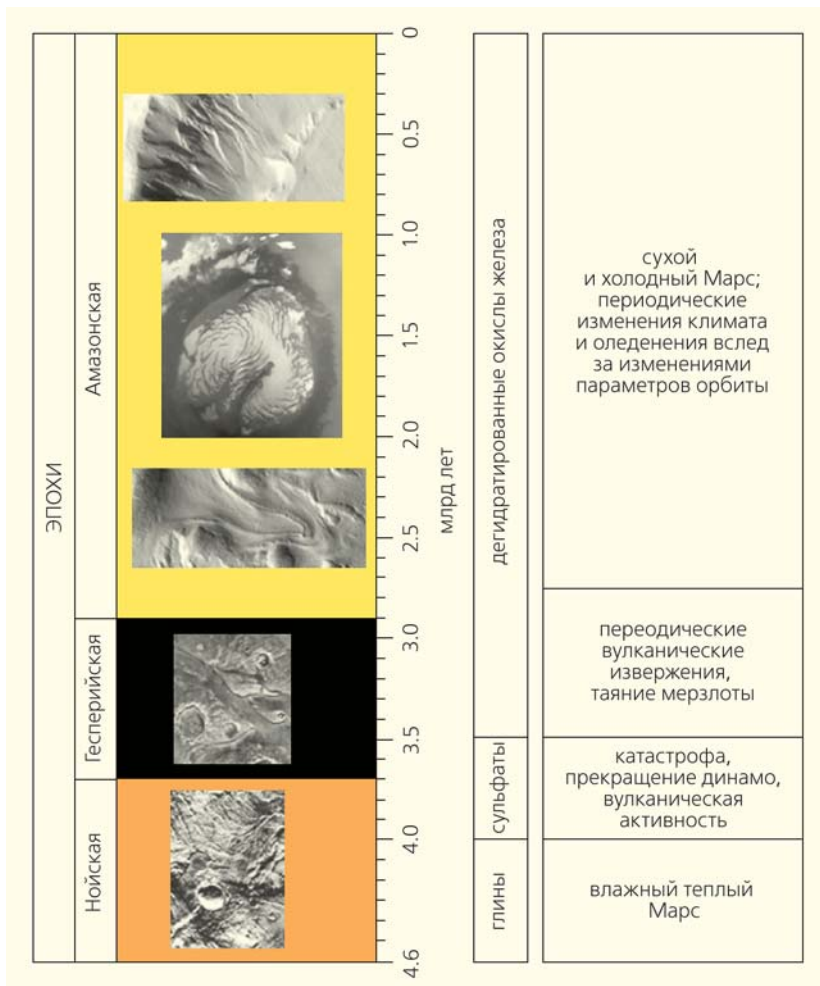 ЭПОХИ
Амазонская
Гесперийская
Нойская
0
0.5
1.0
1.5
2.0
2.5
3.0
3.5
4.0
4.6
млрд лет
дегидратированные окислы железа
сульфаты
глины
сухой
и холодный Марс;
периодические
изменения климата
и оледенения вслед
за изменениями
параметров орбиты
переодические
вулканические
извержения,
таяние мерзлоты
катастрофа,
прекращение динамо,
вулканическая
активность
влажный теплый
Марс